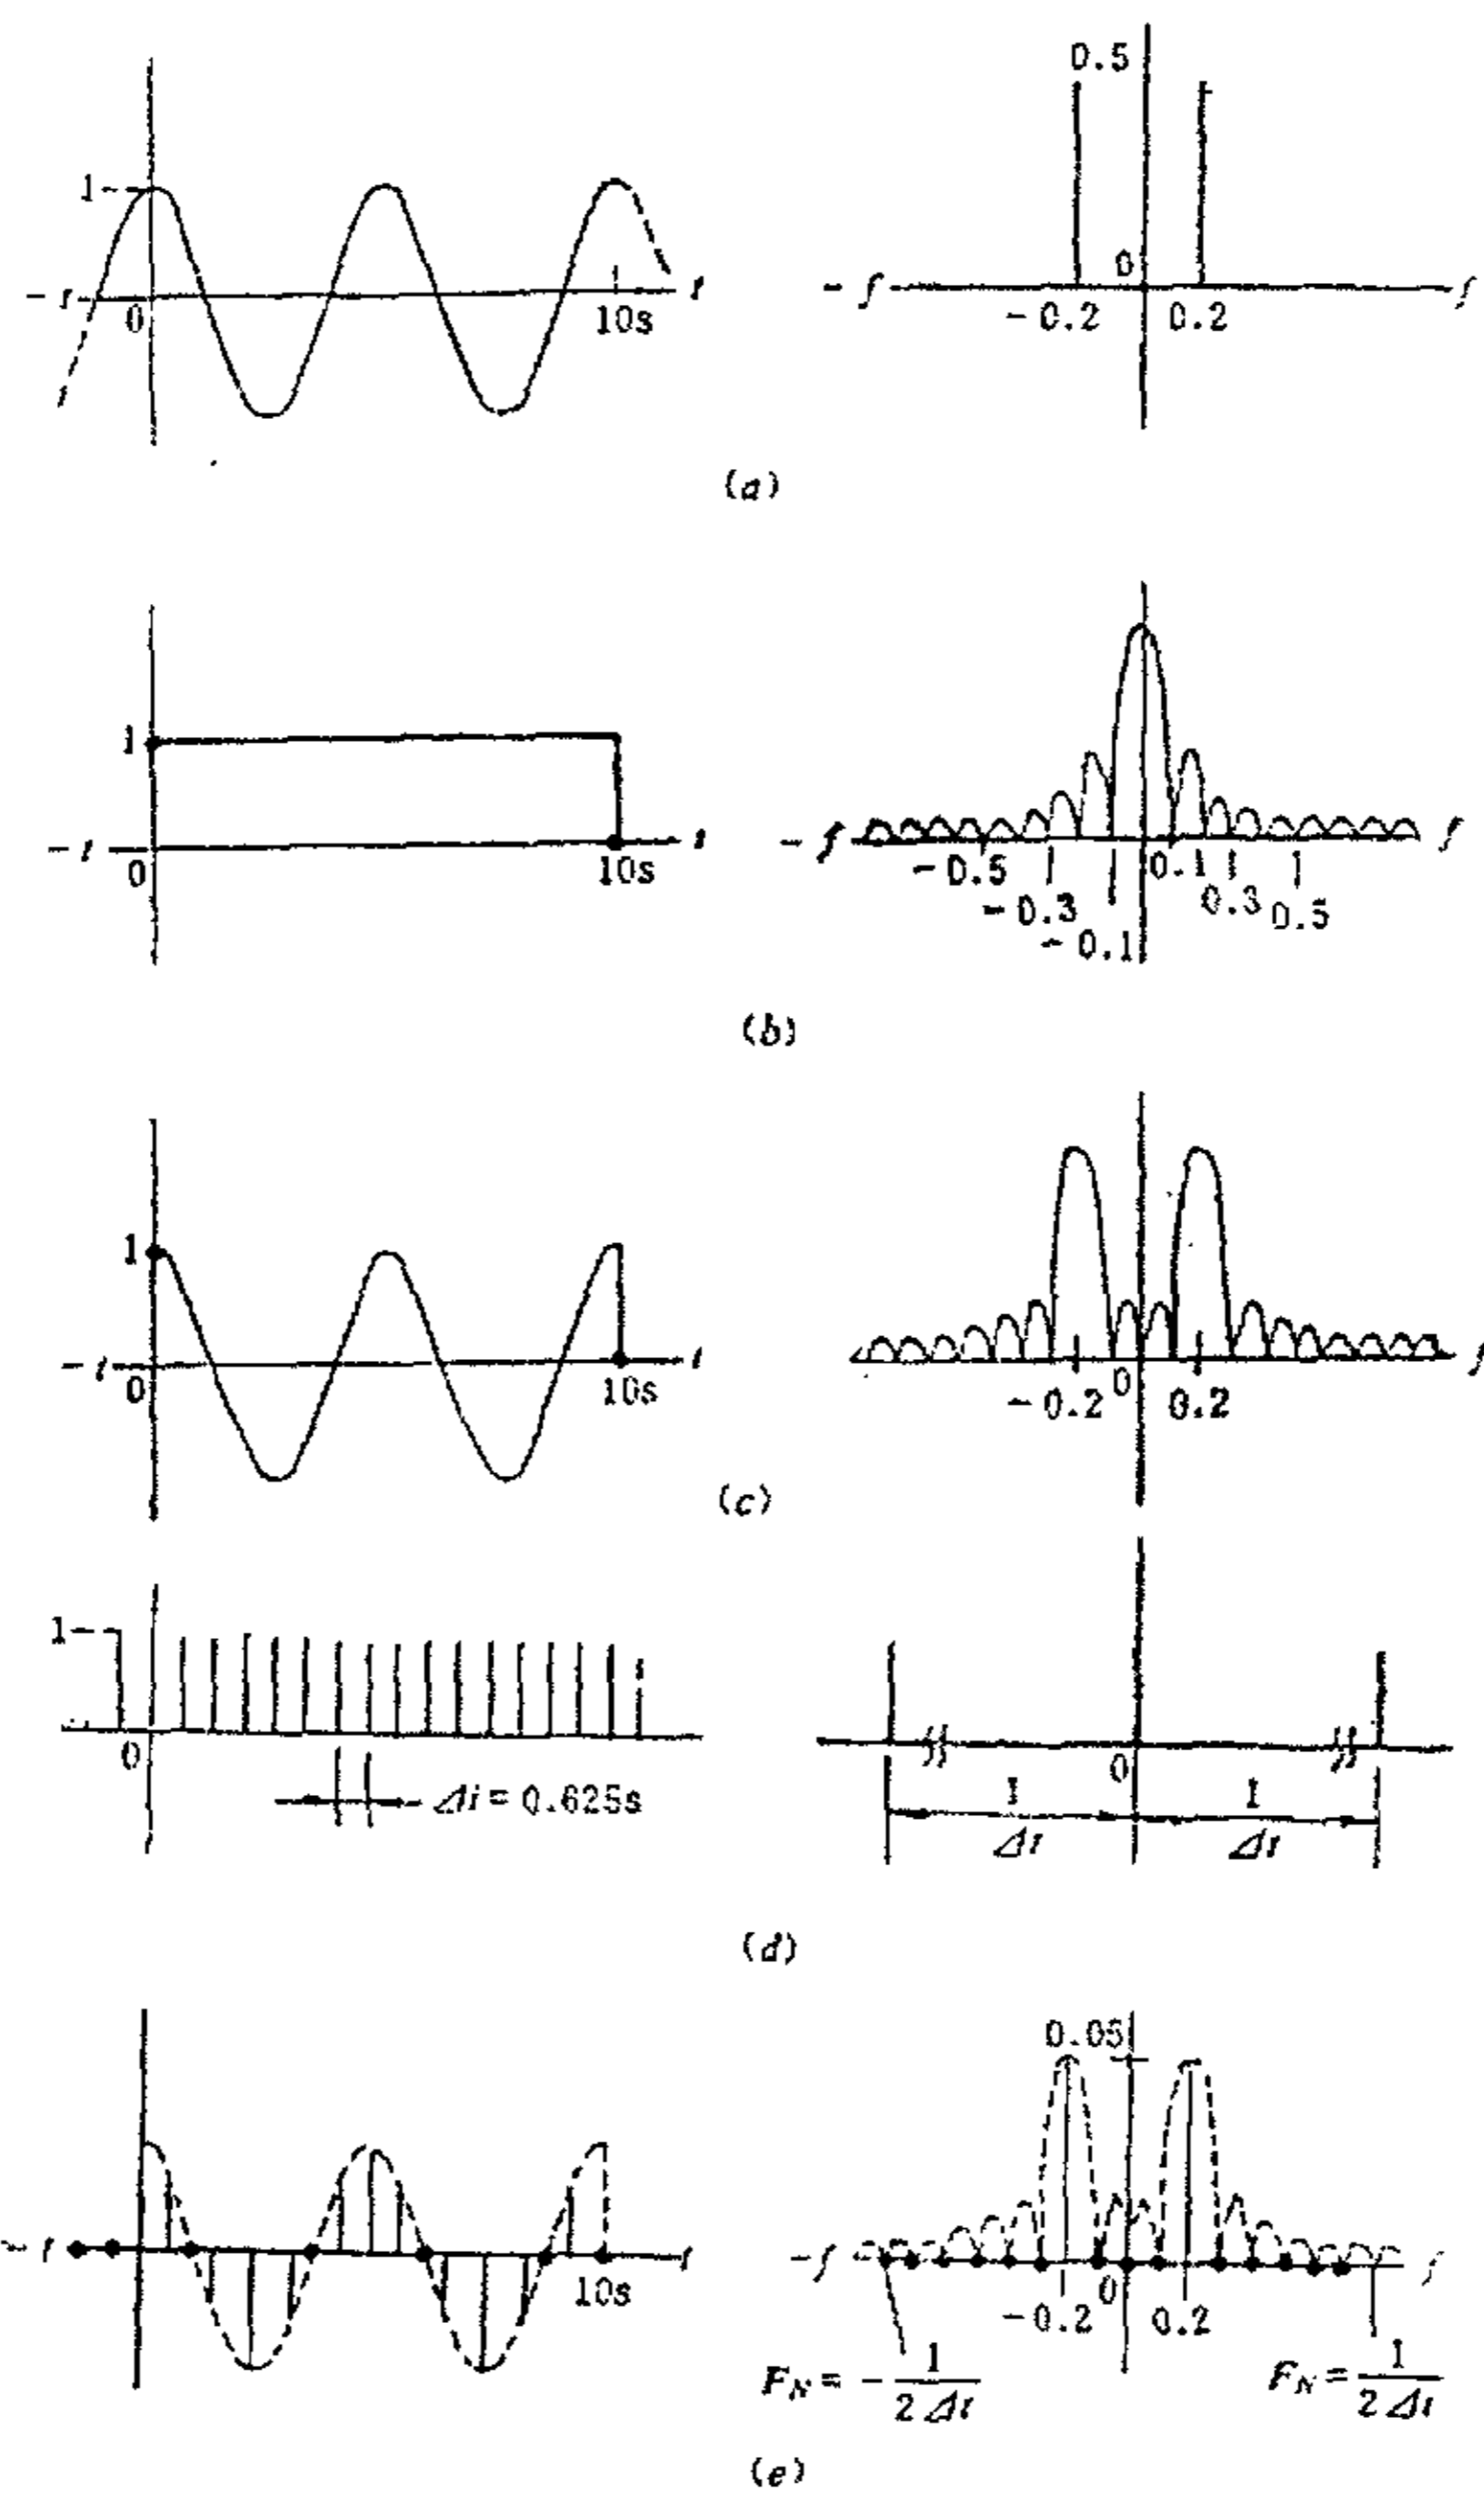 0.5
1
0
-f
f
0
10s
t
-0.2
0.2
(a)
1
-t
0
10s
t
-f
f
-0.5
-0.3
-0.1
0.1
0.3
0.5
(b)
1
-t
0
10s
t
-0.2
0
0.2
f
(c)
1
0
Δt=0.625s
0
1/Δt
1/Δt
(d)
0.05
-t
10s
t
-f
f
-0.2
0
0.2
F_N = -1/2Δt
F_N = 1/2Δt
(e)